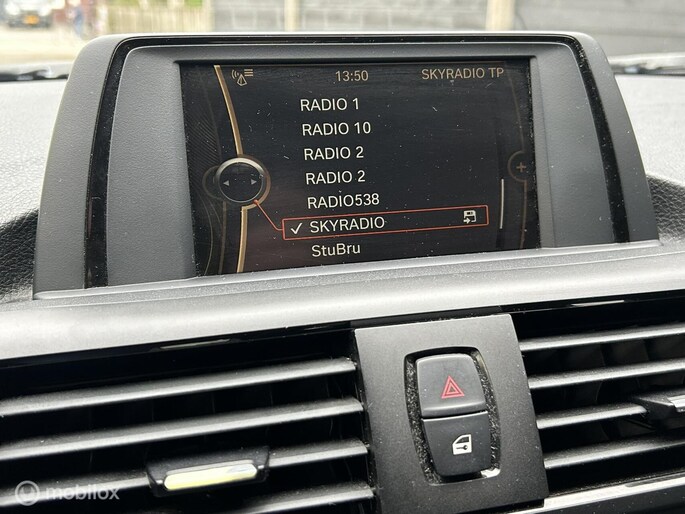 13:50 SKYRADIO TP
RADIO 1
RADIO 10
RADIO 2
RADIO 2
RADIO538
✓ SKYRADIO
StuBru
mobilox